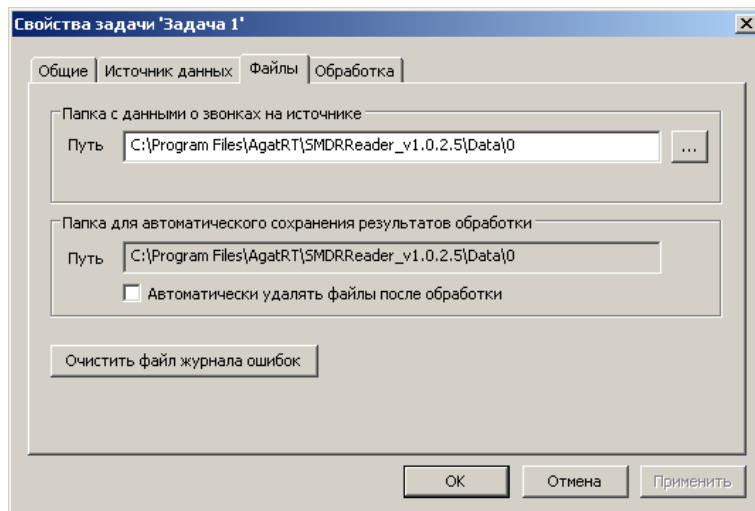 Свойства задачи 'Задача 1'
Общие Источник данных Файлы Обработка
Папка с данными о звонках на источнике
Путь C:\Program Files\AgatRT\SMDRReader_v1.0.2.5\Data\0 ...
Папка для автоматического сохранения результатов обработки
Путь C:\Program Files\AgatRT\SMDRReader_v1.0.2.5\Data\0
Автоматически удалять файлы после обработки
Очистить файл журнала ошибок
OK Отмена Применить